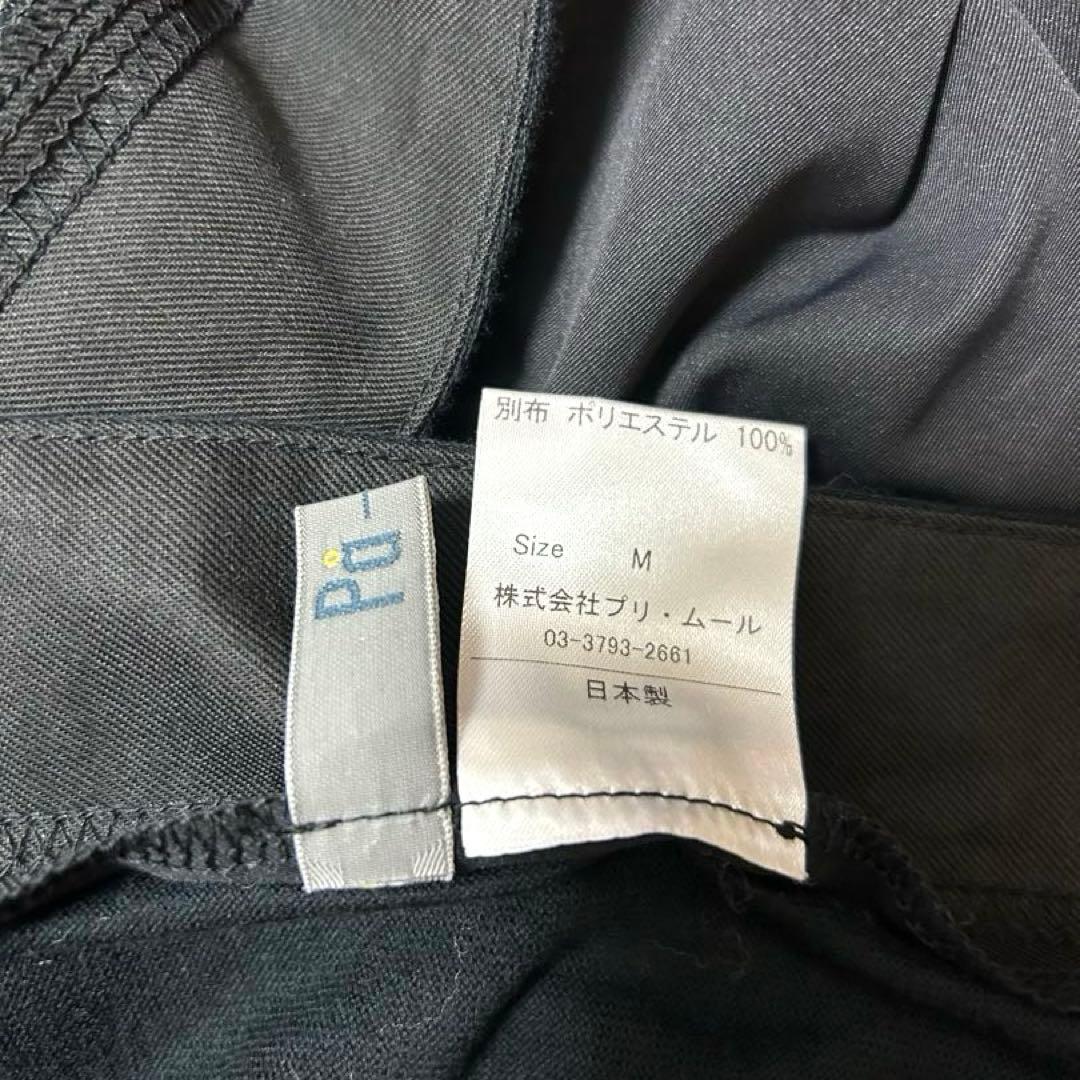 別布 ポリエステル 100%
Size M
株式会社プリ・ムール
03-3793-2661
日本製